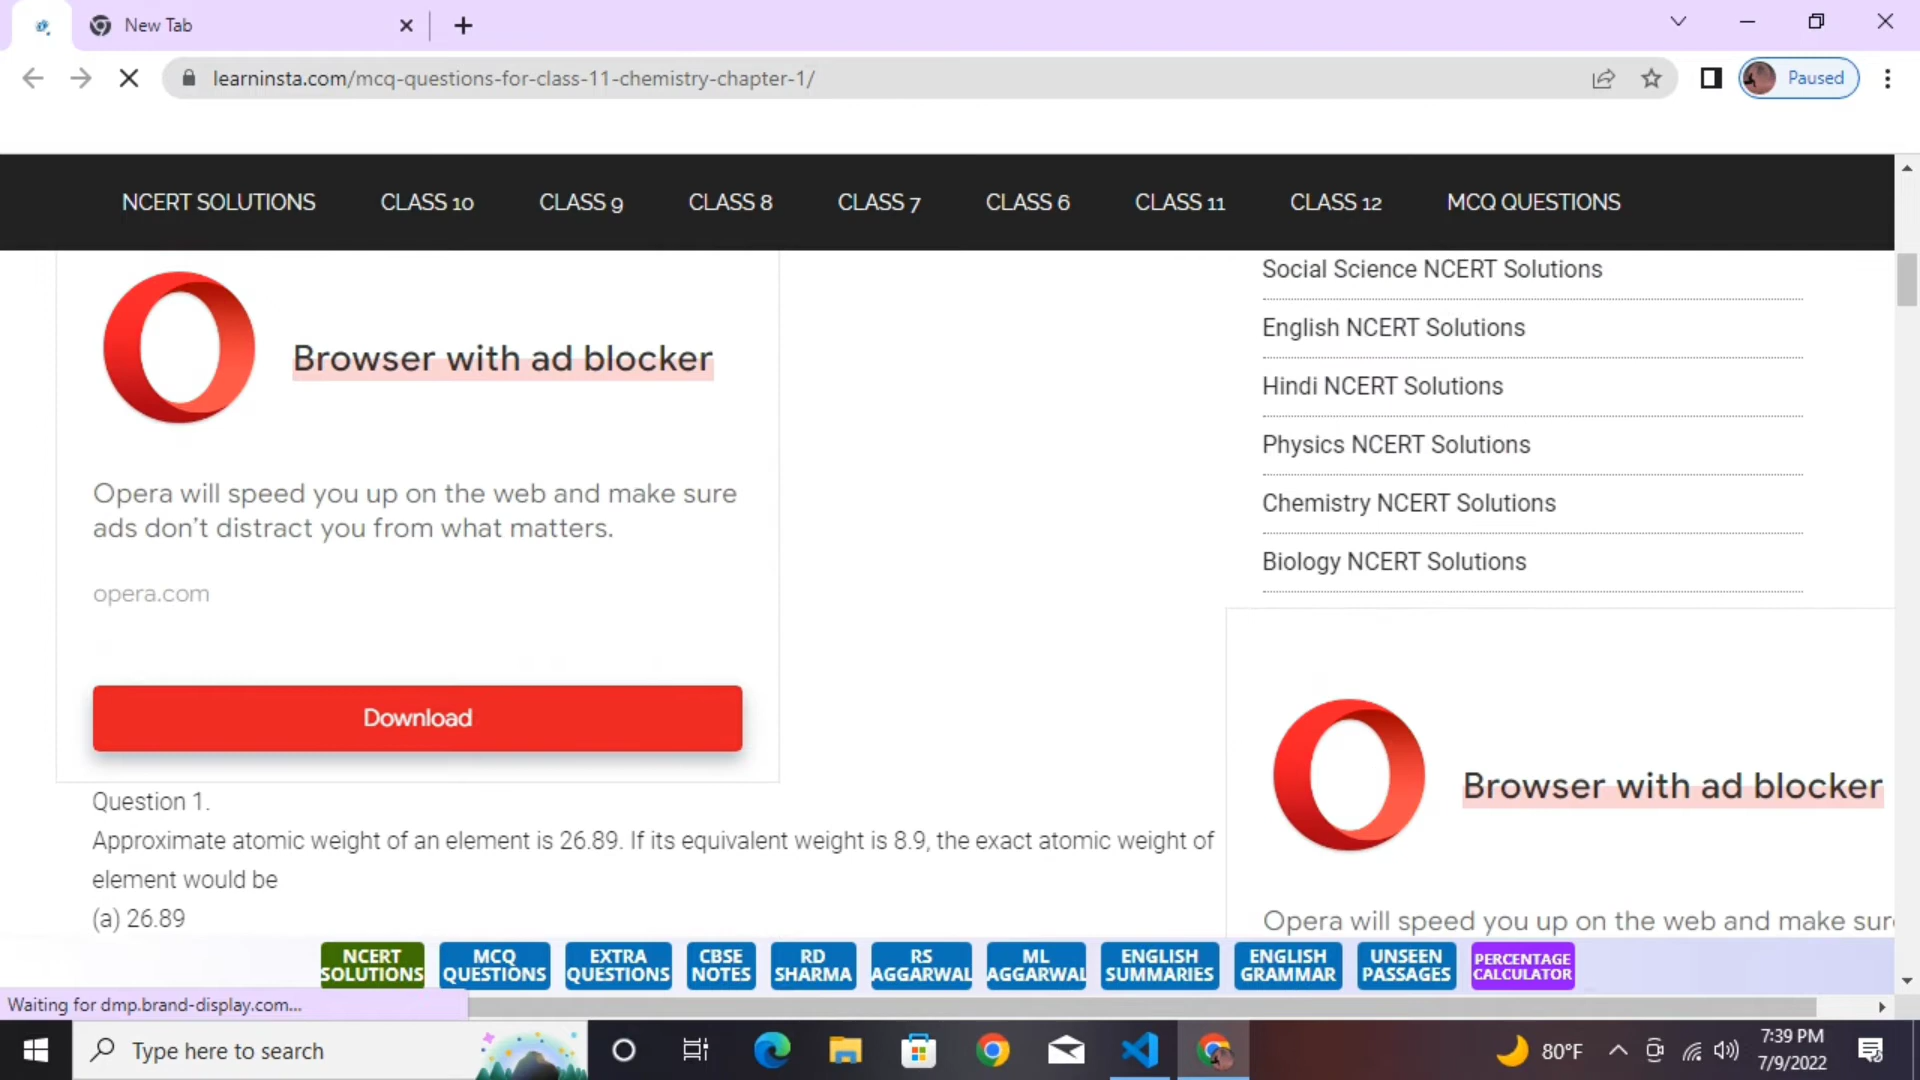 New Tab
learninsta.com/mcq-questions-for-class-11-chemistry-chapter-1/
Paused
NCERT SOLUTIONS CLASS 10 CLASS 9 CLASS 8 CLASS 7 CLASS 6 CLASS 11 CLASS 12 MCQ QUESTIONS
Browser with ad blocker
Opera will speed you up on the web and make sure
ads don't distract you from what matters.
opera.com
Download
Question 1.
Approximate atomic weight of an element is 26.89. If its equivalent weight is 8.9, the exact atomic weight of
element would be
(a) 26.89
Social Science NCERT Solutions
English NCERT Solutions
Hindi NCERT Solutions
Physics NCERT Solutions
Chemistry NCERT Solutions
Biology NCERT Solutions
Browser with ad blocker
Opera will speed you up on the web and make sur
NCERT
SOLUTIONS
MCQ
QUESTIONS
EXTRA
QUESTIONS
CBSE
NOTES
RD
SHARMA
RS
AGGARWAL
ML
AGGARWAL
ENGLISH
SUMMARIES
ENGLISH
GRAMMAR
UNSEEN
PASSAGES
PERCENTAGE
CALCULATOR
Waiting for dmp.brand-display.com...
Type here to search
80°F
7:39 PM
7/9/2022